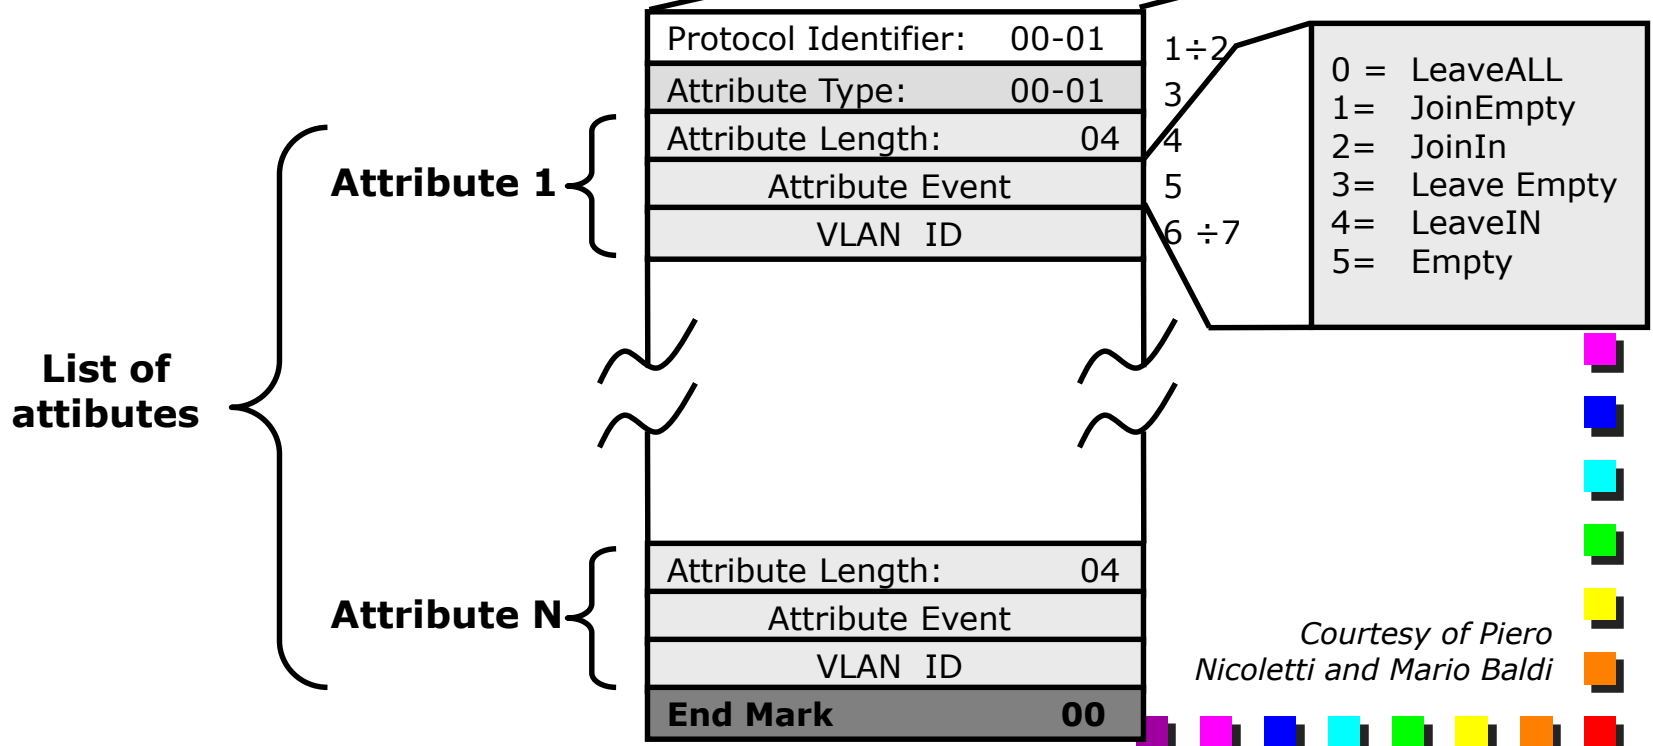 Protocol Identifier: 00-01
1÷2
Attribute Type: 00-01
3
Attribute Length: 04
4
Attribute Event
5
VLAN ID
6 ÷7
0 = LeaveALL
1= JoinEmpty
2= JoinIn
3= Leave Empty
4= LeaveIN
5= Empty
Attribute 1
List of
attibutes
Attribute N
Attribute Length: 04
Attribute Event
VLAN ID
End Mark 00
Courtesy of Piero
Nicoletti and Mario Baldi